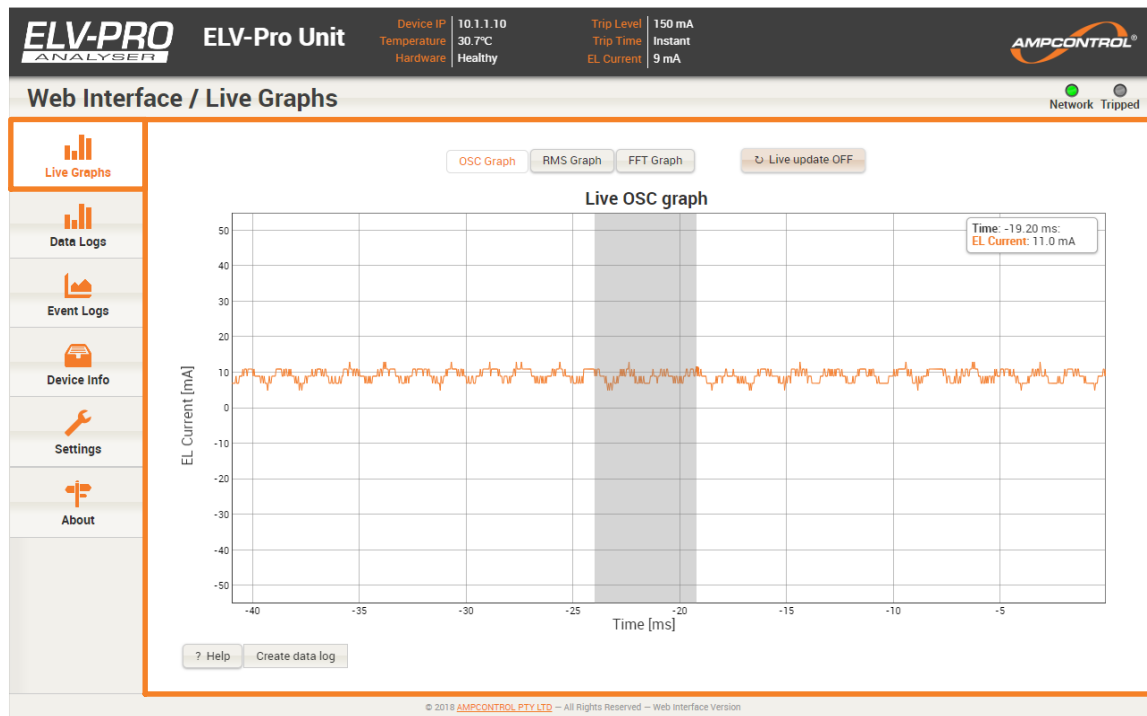 ELV-PRO
ANALYSER
ELV-Pro Unit
Device IP 10.1.1.10
Temperature 30.7ºC
Hardware Healthy
Trip Level 150 mA
Trip Time Instant
EL Current 9 mA
AMPCONTROL®
Web Interface / Live Graphs
Network Tripped
Live Graphs
Data Logs
Event Logs
Device Info
Settings
About
OSC Graph RMS Graph FFT Graph ↻ Live update OFF
Live OSC graph
Time: -19.20 ms:
EL Current: 11.0 mA
EL Current [mA]
50
40
30
20
10
0
-10
-20
-30
-40
-50
-40 -35 -30 -25 -20 -15 -10 -5
Time [ms]
? Help Create data log
© 2018 AMPCONTROL PTY LTD — All Rights Reserved — Web Interface Version